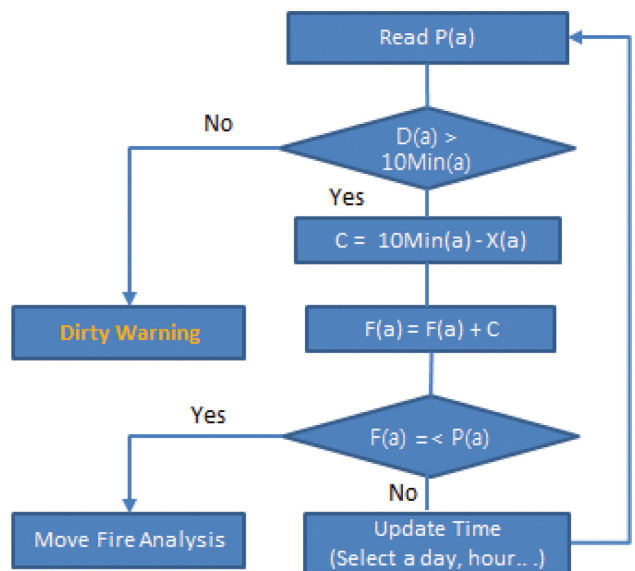 Read P(a)
No
D(a) >
10Min(a)
Yes
C = 10Min(a) - X(a)
Dirty Warning
F(a) = F(a) + C
Yes
F(a) =< P(a)
No
Move Fire Analysis
Update Time
(Select a day, hour.. .)